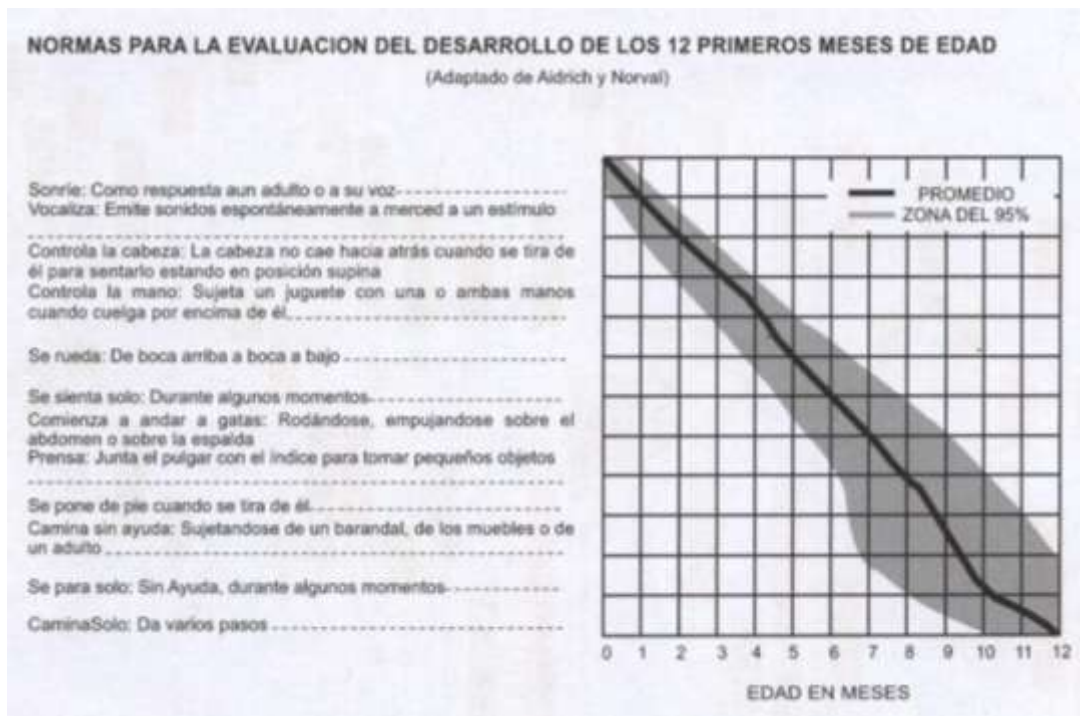 NORMAS PARA LA EVALUACION DEL DESARROLLO DE LOS 12 PRIMEROS MESES DE EDAD
(Adaptado de Aidrich y Norval)
Sonríe: Como respuesta aun adulto o a su voz
Vocaliza: Emite sonidos espontáneamente a merced a un estímulo
Controla la cabeza: La cabeza no cae hacia atrás cuando se tira de
él para sentarlo estando en posición supina
Controla la mano: Sujeta un juguete con una o ambas manos
cuando cuelga por encima de él
Se rueda: De boca arriba a boca a bajo
Se sienta solo: Durante algunos momentos
Comienza a andar a gatas: Rodándose, empujandose sobre el
abdomen o sobre la espalda
Prensa: Junta el pulgar con el índice para tomar pequeños objetos
Se pone de pie cuando se tira de él
Camina sin ayuda: Sujetandose de un barandal, de los muebles o de
un adulto
Se para solo: Sin Ayuda, durante algunos momentos
CaminaSolo: Da varios pasos
PROMEDIO
ZONA DEL 95%
0 1 2 3 4 5 6 7 8 9 10 11 12
EDAD EN MESES